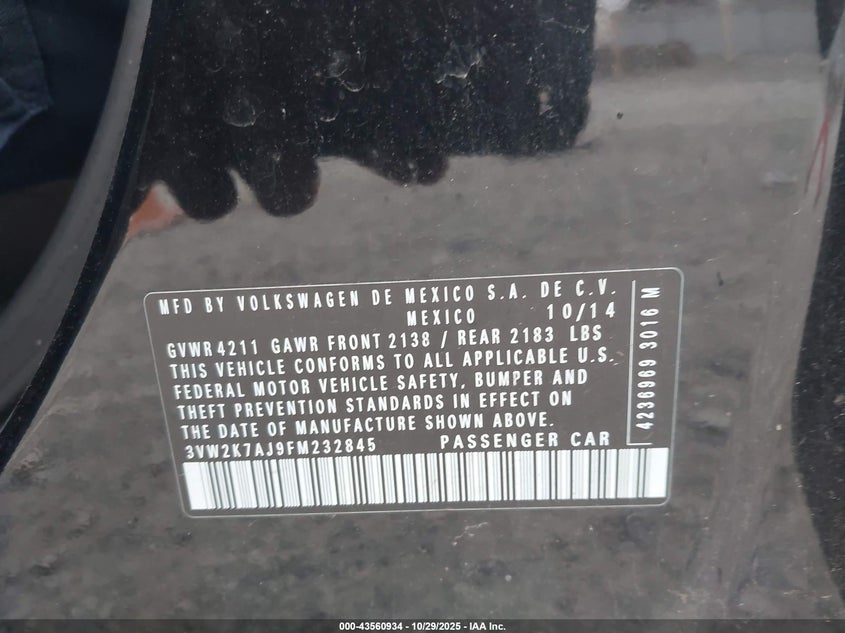 MFD BY VOLKSWAGEN DE MEXICO S.A. DE C.V.
MEXICO 10/14
GVWR 4211 GAWR FRONT 2138 / REAR 2183 LBS
THIS VEHICLE CONFORMS TO ALL APPLICABLE U.S.
FEDERAL MOTOR VEHICLE SAFETY, BUMPER AND
THEFT PREVENTION STANDARDS IN EFFECT ON
THE DATE OF MANUFACTURE SHOWN ABOVE.
3VW2K7AJ9FM232845 PASSENGER CAR
4236969 3016 M
000-43560934 - 10/29/2025 - IAA Inc.